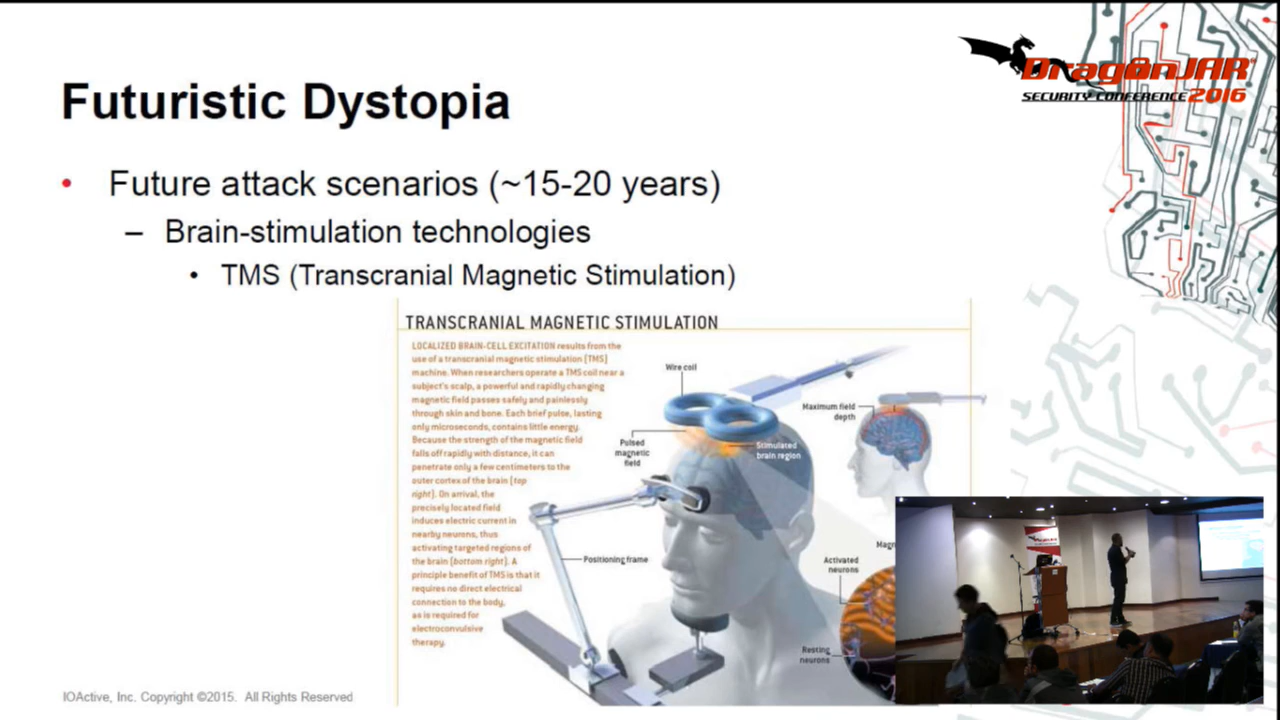 DragonJAR
SECURITY CONFERENCE 2016
Futuristic Dystopia
• Future attack scenarios (~15-20 years)
– Brain-stimulation technologies
• TMS (Transcranial Magnetic Stimulation)
TRANSCRANIAL MAGNETIC STIMULATION
LOCALIZED BRAIN-CELL EXCITATION results from the
use of a transcranial magnetic stimulation (TMS)
machine. When researchers operate a TMS coil near a
subject's scalp, a powerful and rapidly changing
magnetic field passes safely and painlessly
through skin and bone. Each brief pulse, lasting
only microseconds, contains little energy.
Because the strength of the magnetic field
falls off rapidly with distance, it can
penetrate only a few centimeters to the
outer cortex of the brain (top
right). On arrival, the
precisely located field
induces electric current in
nearby neurons, thus
activating targeted regions of
the brain (bottom right). A
principle benefit of TMS is that it
requires no direct electrical
connection to the body,
as is required for
electroconvulsive
therapy.
Wire coil
Maximum field
depth
Pulsed
magnetic
field
Stimulated
brain region
Positioning frame
Magn
Activated
neurons
Resting
neurons
IOActive, Inc. Copyright ©2015. All Rights Reserved